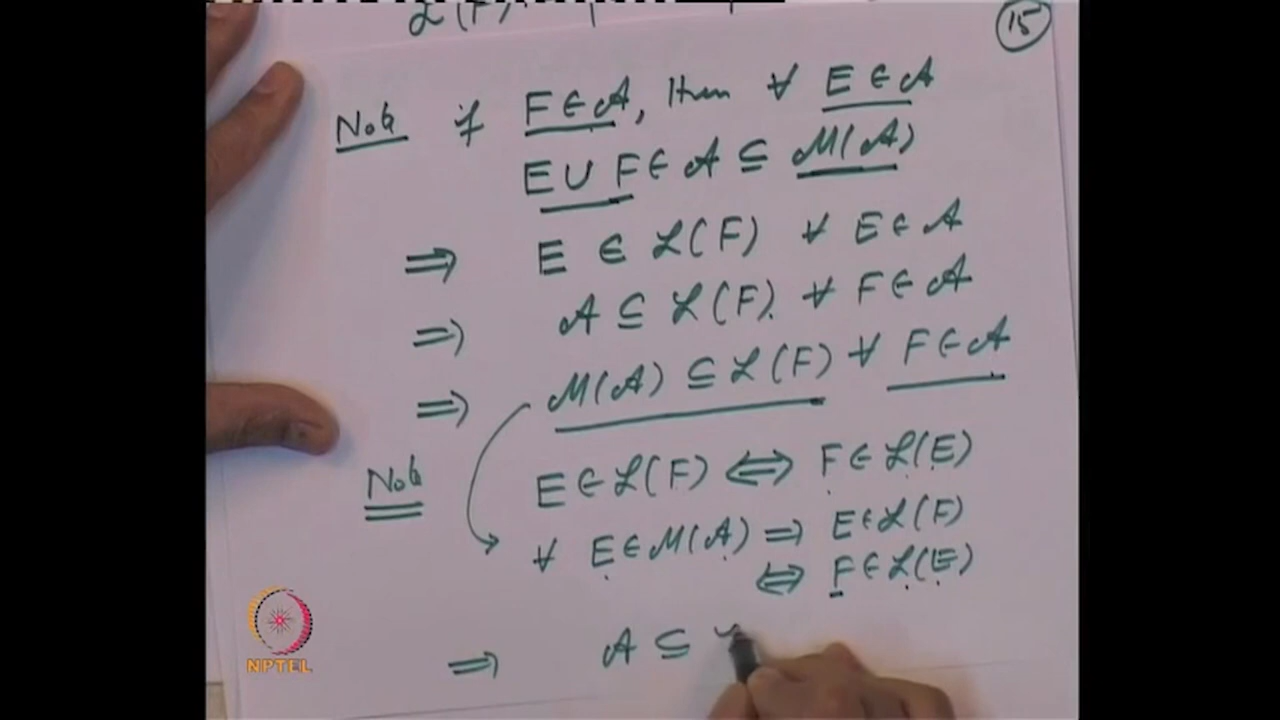 ℒ(F)
15
Note if F ∈ 𝒜, then ∀ E ∈ 𝒜
E ∪ F ∈ 𝒜 ⊆ ℳ(𝒜)
⇒ E ∈ ℒ(F) ∀ E ∈ 𝒜
⇒ 𝒜 ⊆ ℒ(F) ∀ F ∈ 𝒜
⇒ ℳ(𝒜) ⊆ ℒ(F) ∀ F ∈ 𝒜
Note E ∈ ℒ(F) ⇔ F ∈ ℒ(E)
∀ E ∈ ℳ(𝒜) ⇒ E ∈ ℒ(F)
⇔ F ∈ ℒ(E)
⇒ 𝒜 ⊆
NPTEL